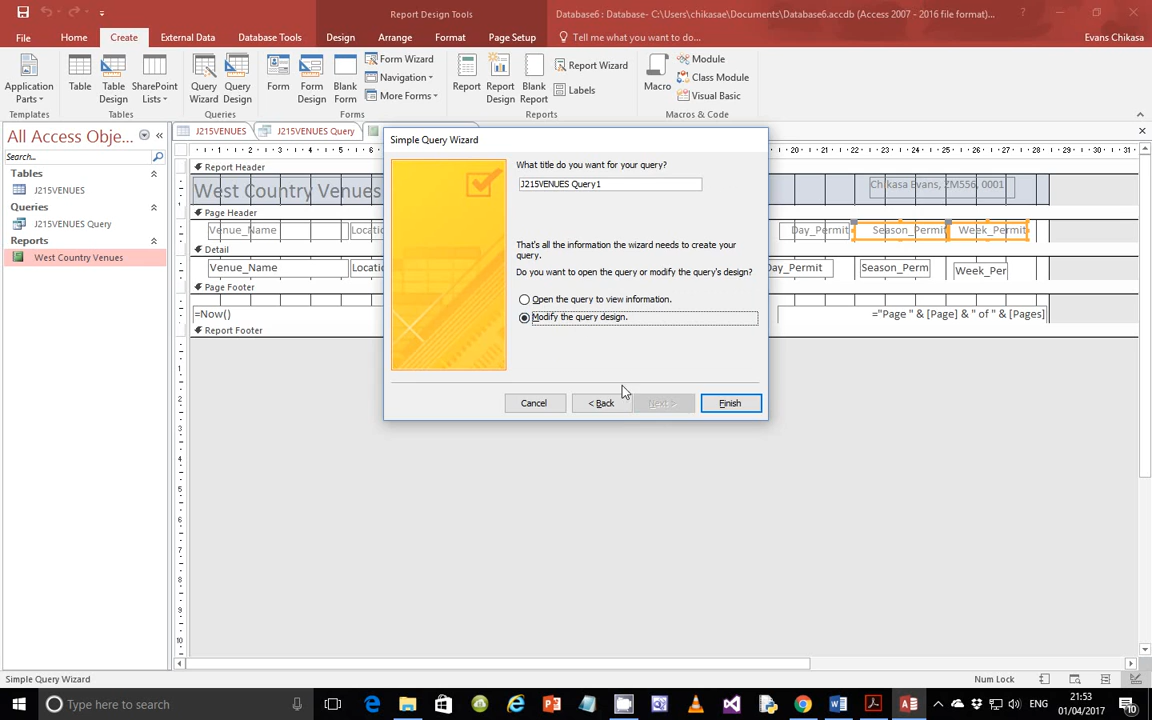 Report Design Tools
Database6 : Database- C:\Users\chikasae\Documents\Database6.accdb (Access 2007 - 2016 file format)...
File Home Create External Data Database Tools Design Arrange Format Page Setup Tell me what you want to do... Evans Chikasa
Application Parts
Table
Table Design
SharePoint Lists
Query Wizard
Query Design
Form
Form Design
Blank Form
Form Wizard
Navigation
More Forms
Report
Report Design
Blank Report
Report Wizard
Labels
Macro
Module
Class Module
Visual Basic
Templates Tables Queries Forms Reports Macros & Code
All Access Obje...
Search...
Tables
J215VENUES
Queries
J215VENUES Query
Reports
West Country Venues
J215VENUES J215VENUES Query
Report Header
West Country Venues
Chikasa Evans, ZM556, 0001
Page Header
Venue_Name Locati Day_Permit Season_Permit Week_Permit
Detail
Venue_Name Locatio Day_Permit Season_Perm Week_Per
Page Footer
=Now() ="Page " & [Page] & " of " & [Pages]
Report Footer
Simple Query Wizard
What title do you want for your query?
J215VENUES Query1
That's all the information the wizard needs to create your
query.
Do you want to open the query or modify the query's design?
Open the query to view information.
Modify the query design.
Cancel < Back Next > Finish
Simple Query Wizard
Num Lock
Type here to search
21:53
01/04/2017
10